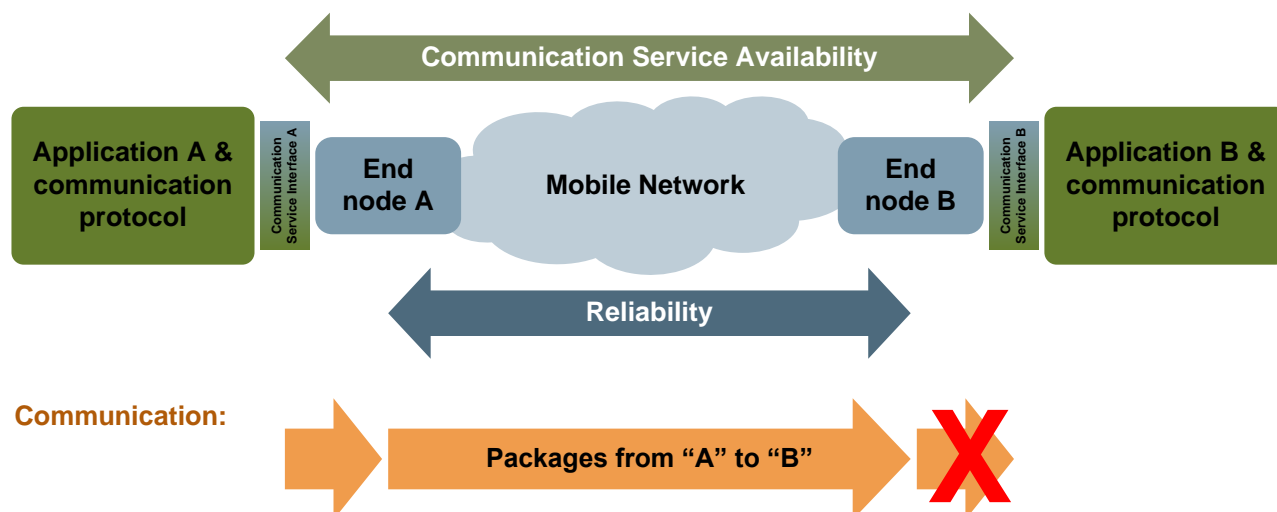 Communication Service Availability
Application A &
communication
protocol
Communication
Service Interface A
End
node A
Mobile Network
End
node B
Communication
Service Interface B
Application B &
communication
protocol
Reliability
Communication:
Packages from “A” to “B”
X